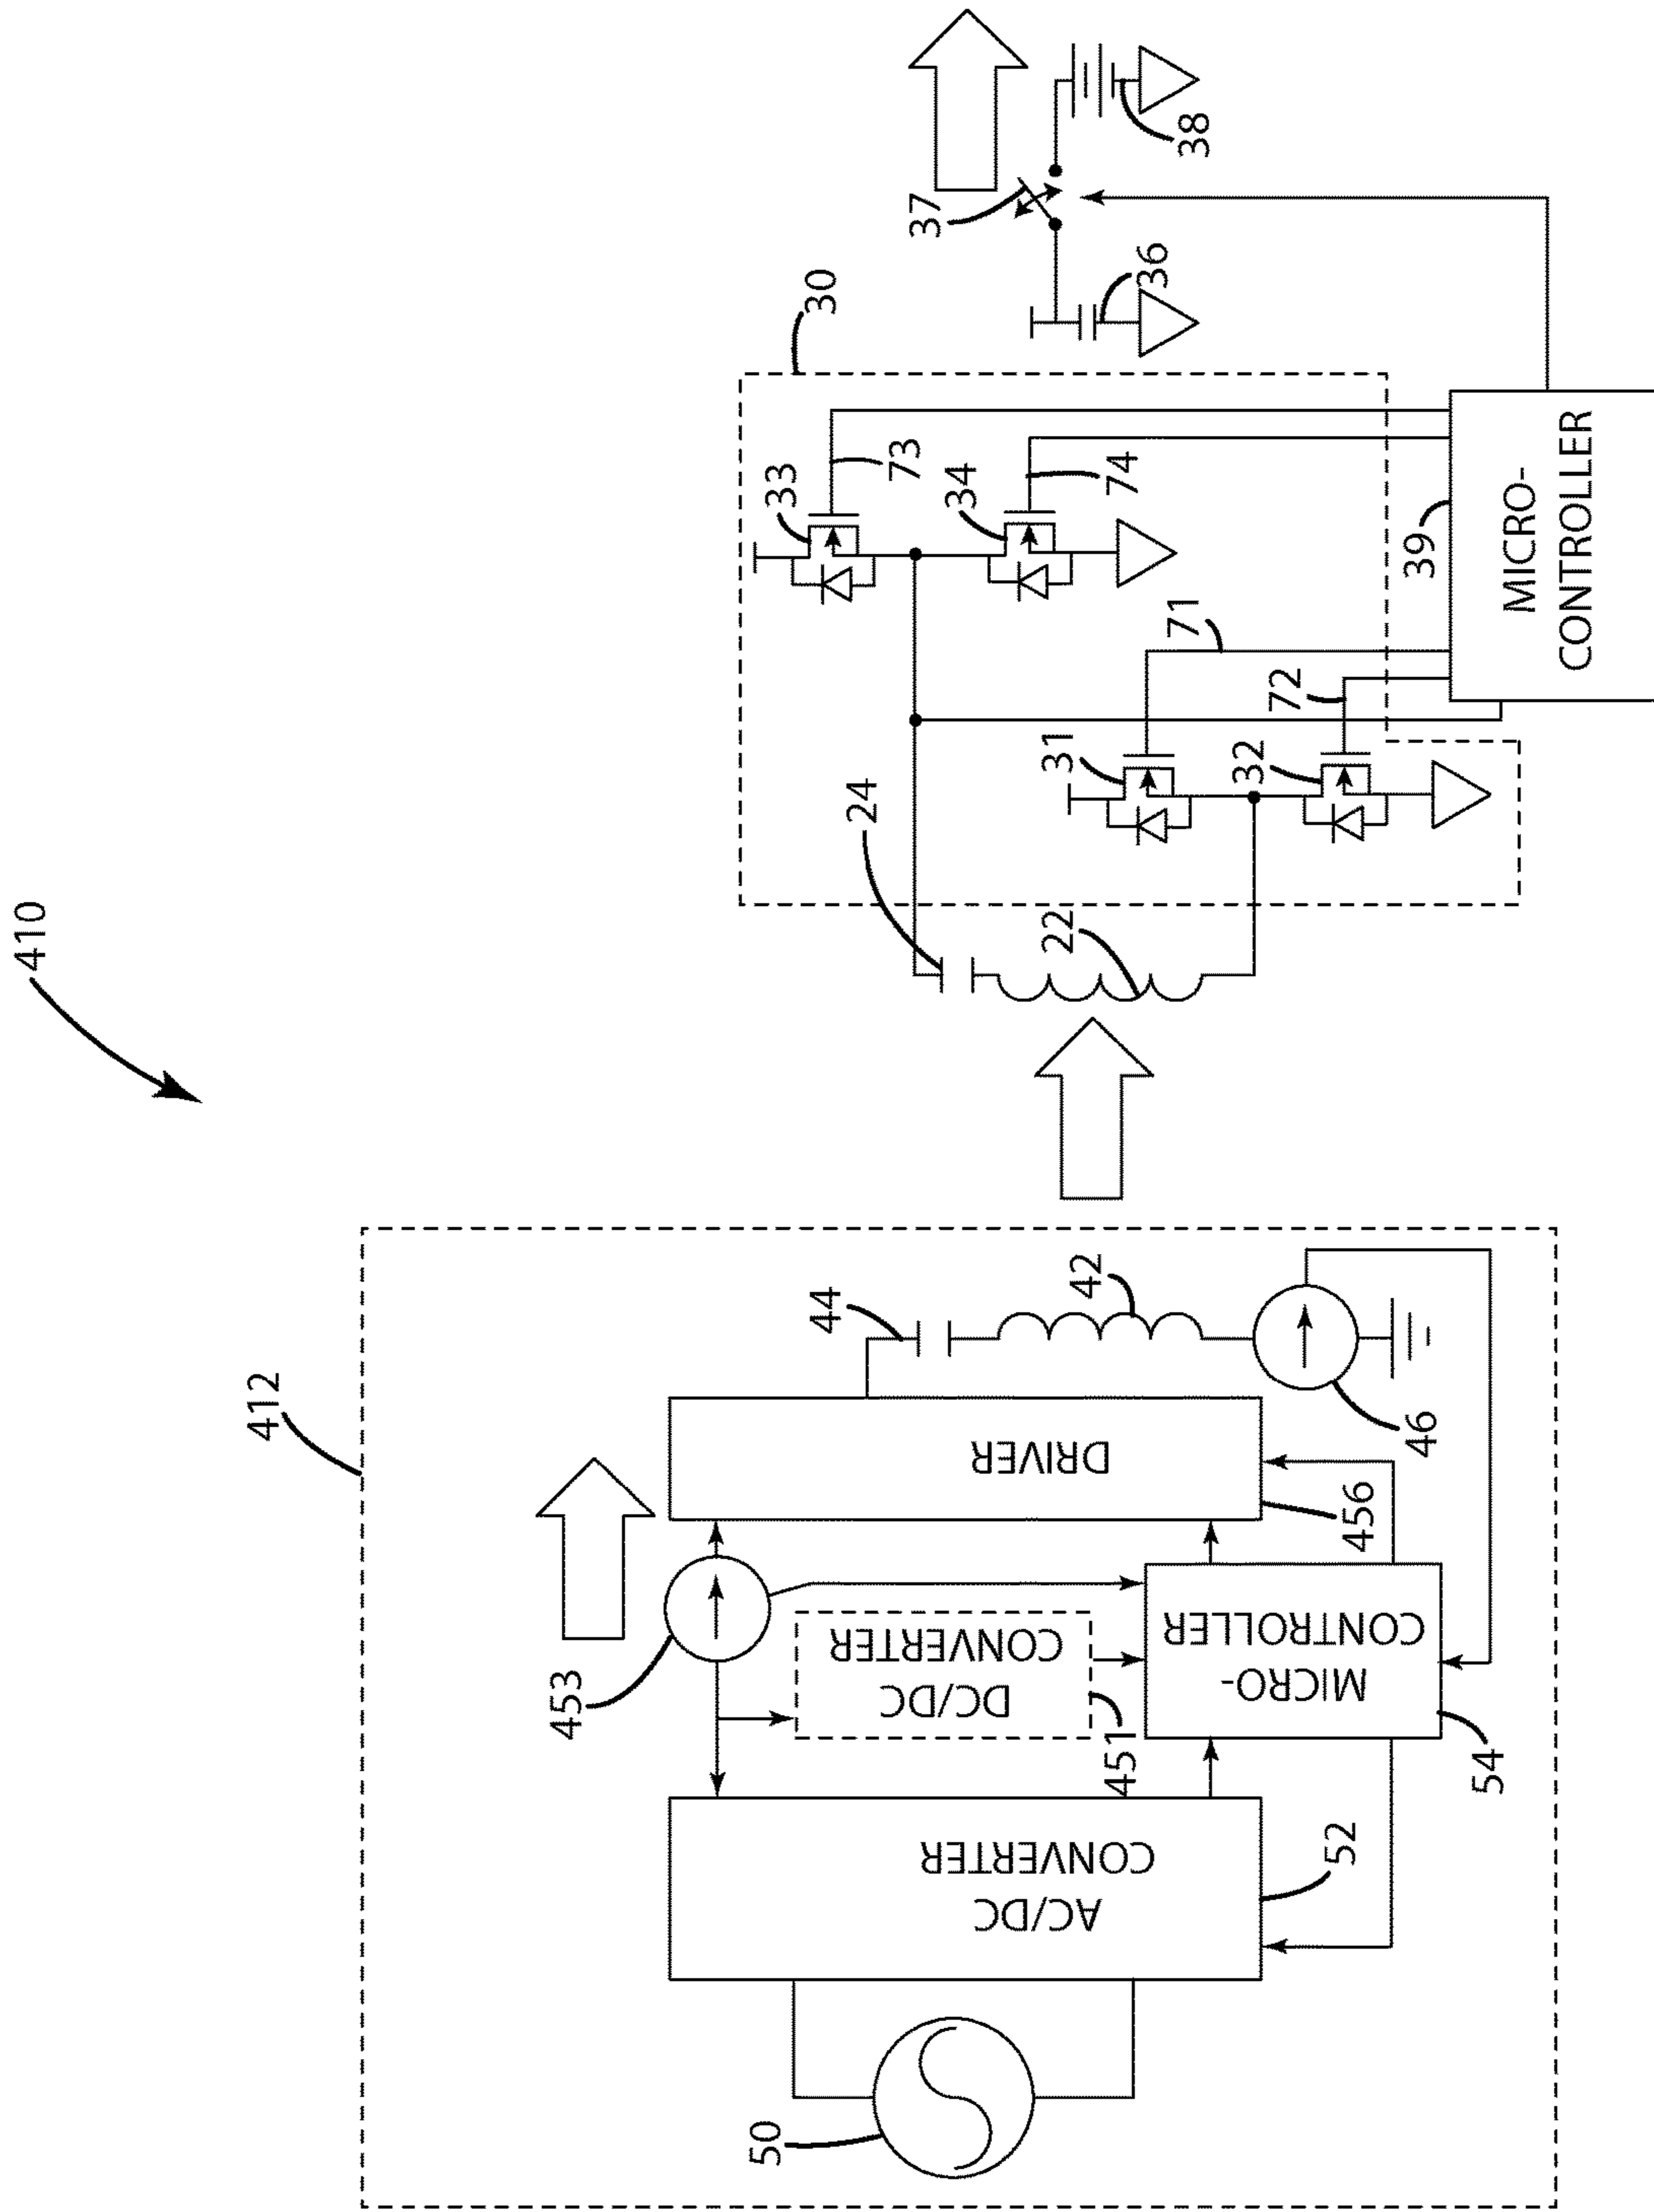 410
412
50
AC/DC
CONVERTER
52
453
DC/DC
CONVERTER
451
MICRO-
CONTROLLER
54
DRIVER
456
44
42
46
24
22
30
31
32
33
34
71
72
73
74
36
37
38
39
MICRO-
CONTROLLER